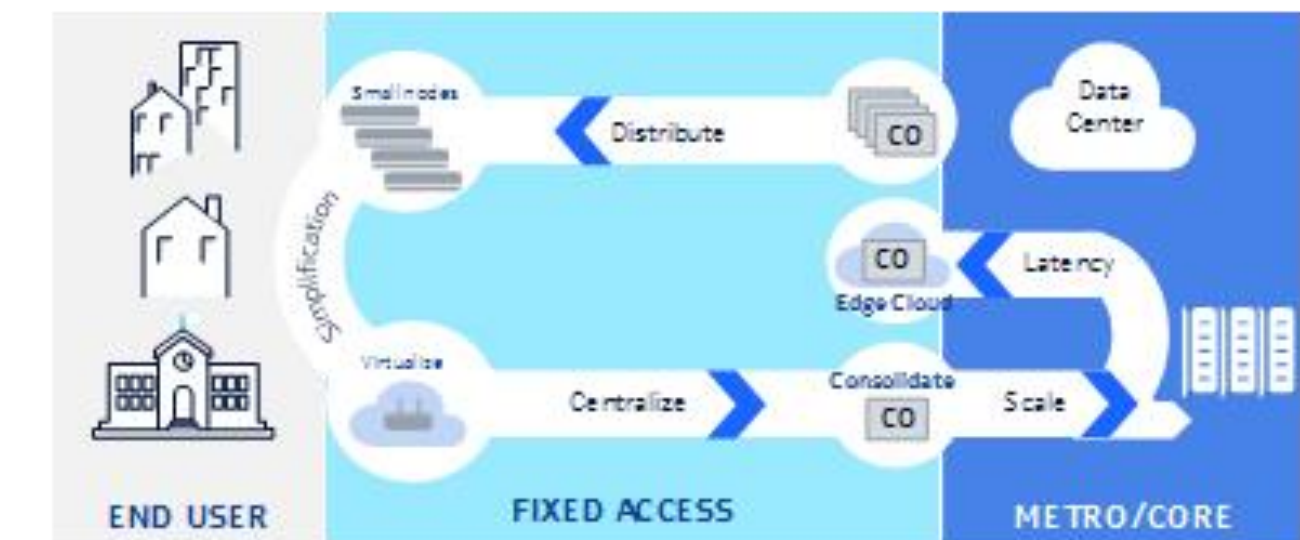 Small nodes
Distribute
CO
Data
Center
Simplification
CO
Edge Cloud
Latency
Virtualise
Centralize
Consolidate
CO
Scale
END USER
FIXED ACCESS
METRO/CORE